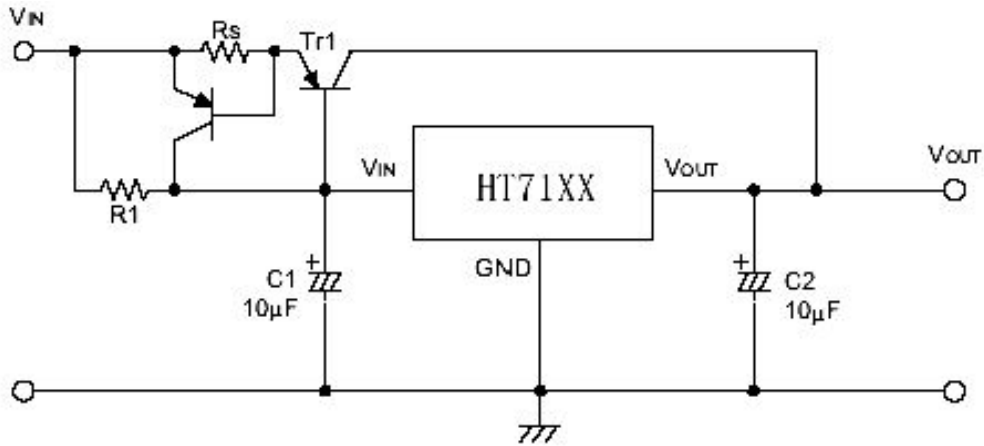 VIN
Rs
Tr1
R1
VIN
HT71XX
VOUT
VOUT
GND
+
C1
10μF
+
C2
10μF